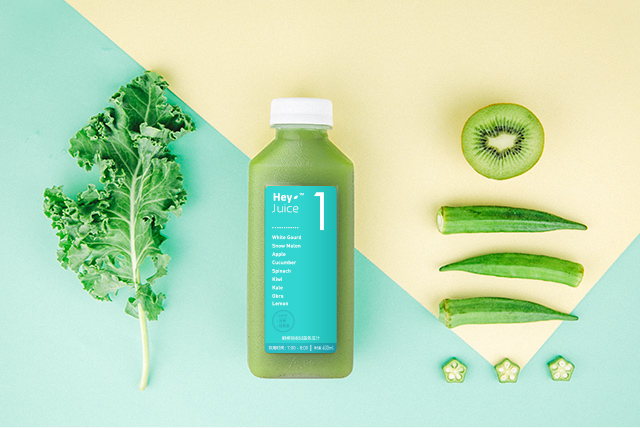 Hey
Juice
1
White Gourd
Snow Melon
Apple
Cucumber
Spinach
Kiwi
Kale
Okra
Lemon